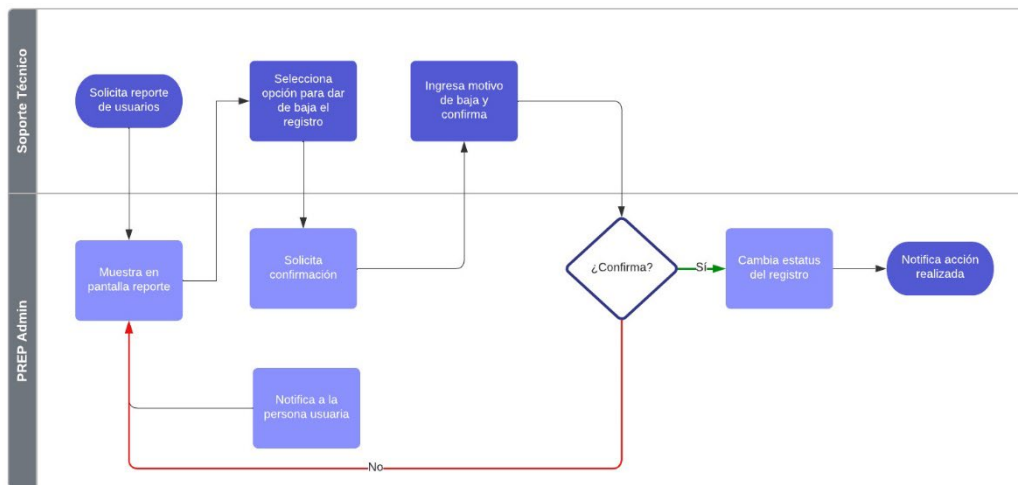 Soporte Técnico
Solicita reporte
de usuarios
Selecciona
opción para dar
de baja el
registro
Ingresa motivo
de baja y
confirma
PREP Admin
Muestra en
pantalla reporte
Solicita
confirmación
¿Confirma?
Sí
Cambia estatus
del registro
Notifica acción
realizada
Notifica a la
persona usuaria
No